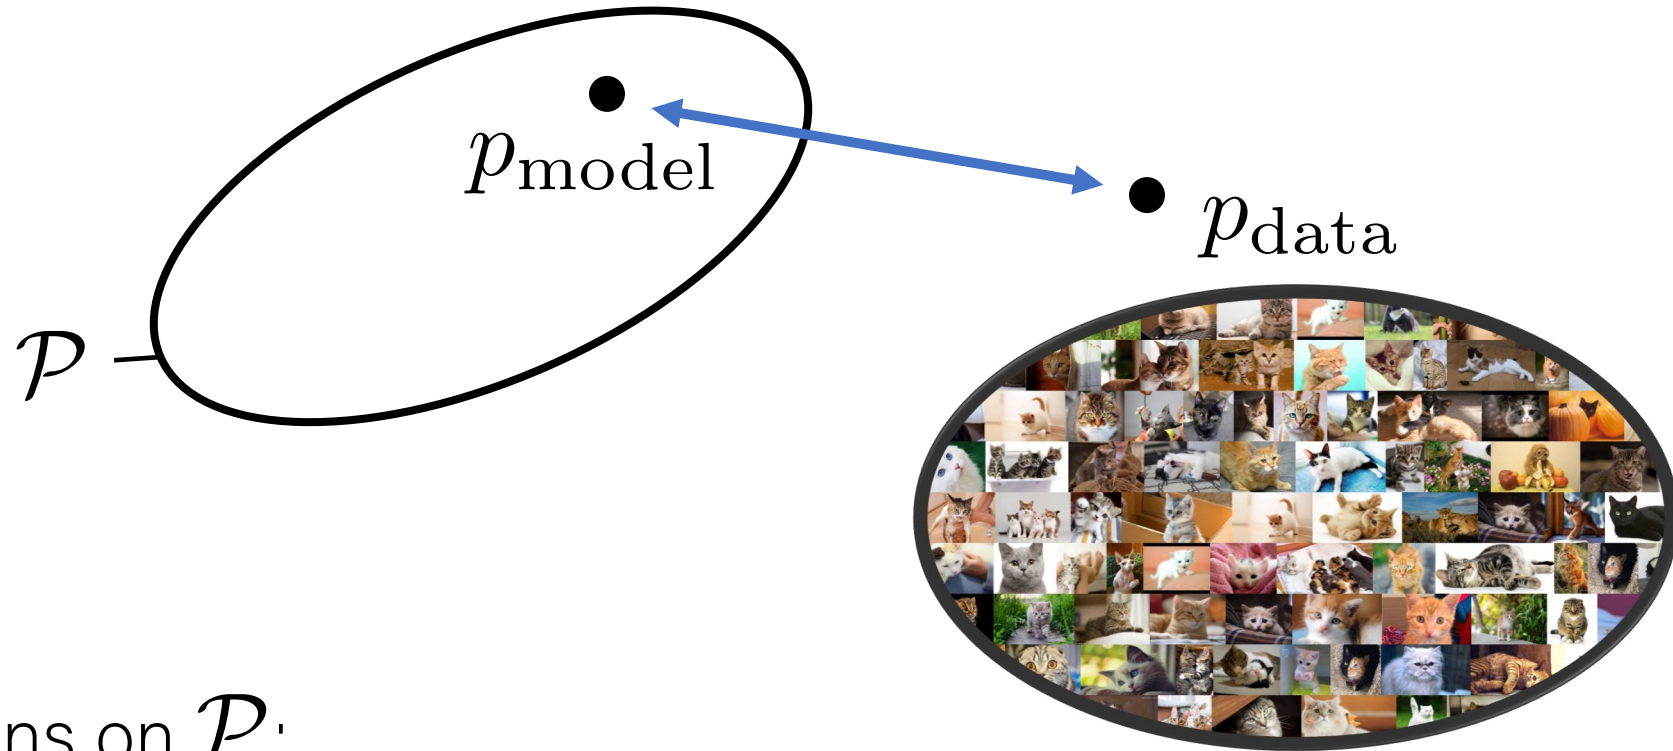 p_model
p_data
𝒫
ns on 𝒫: